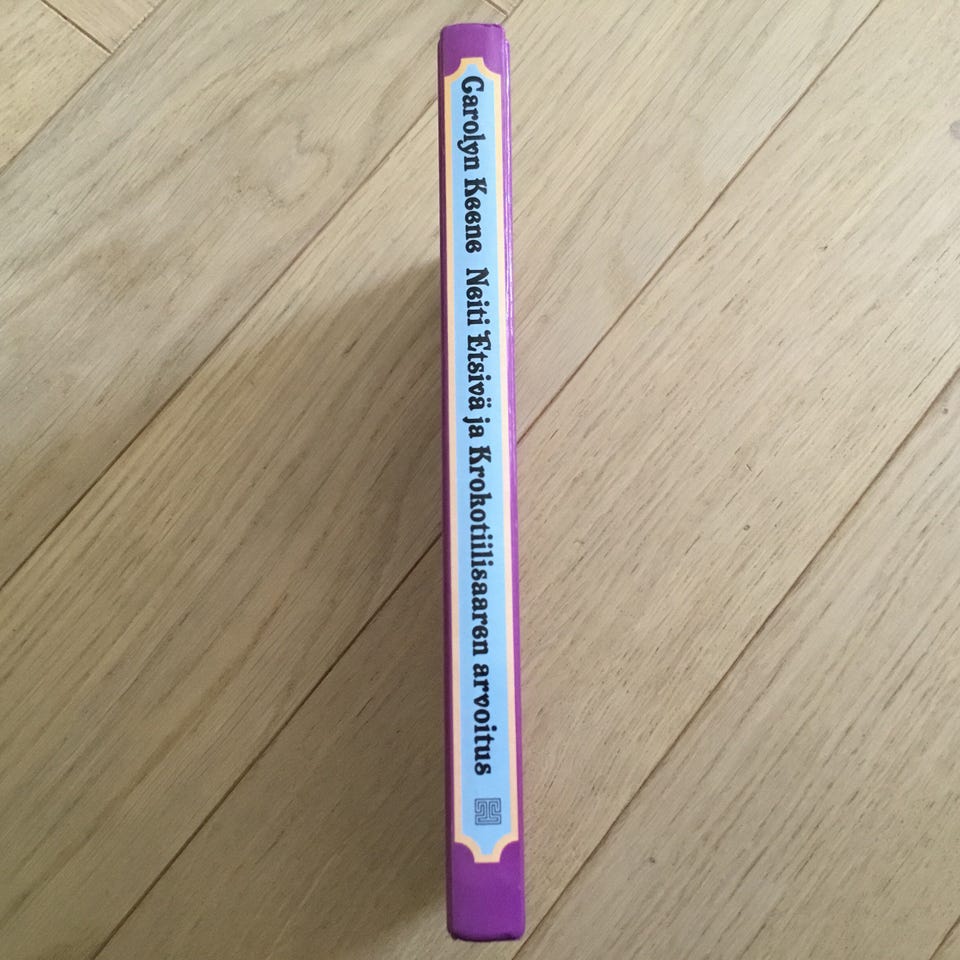 Carolyn Keene Neiti Etsivä ja Krokotiilisaaren arvoitus